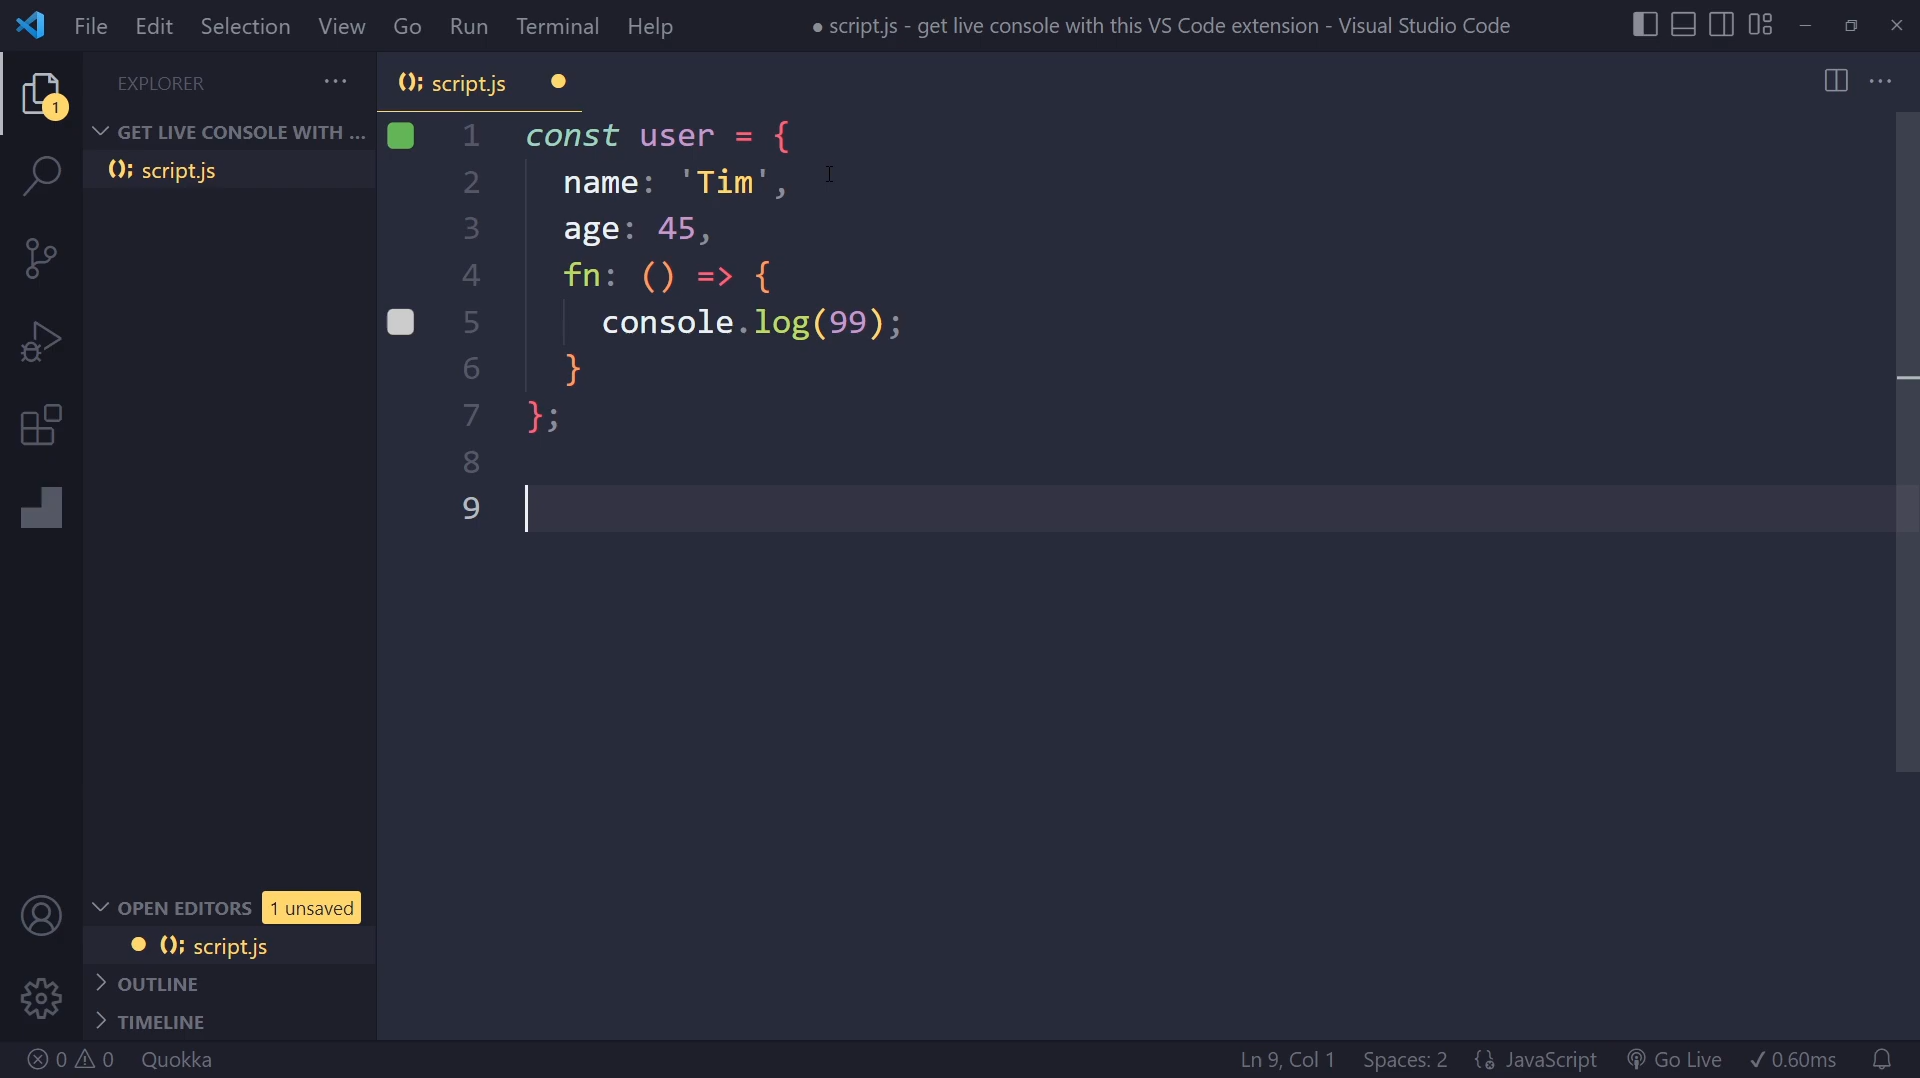 File Edit Selection View Go Run Terminal Help
● script.js - get live console with this VS Code extension - Visual Studio Code
EXPLORER ···
1
GET LIVE CONSOLE WITH ...
script.js
script.js
1 const user = {
2 name: 'Tim',
3 age: 45,
4 fn: () => {
5 console.log(99);
6 }
7 };
8
9
OPEN EDITORS 1 unsaved
script.js
OUTLINE
TIMELINE
0 0 Quokka
Ln 9, Col 1 Spaces: 2 JavaScript Go Live ✓ 0.60ms